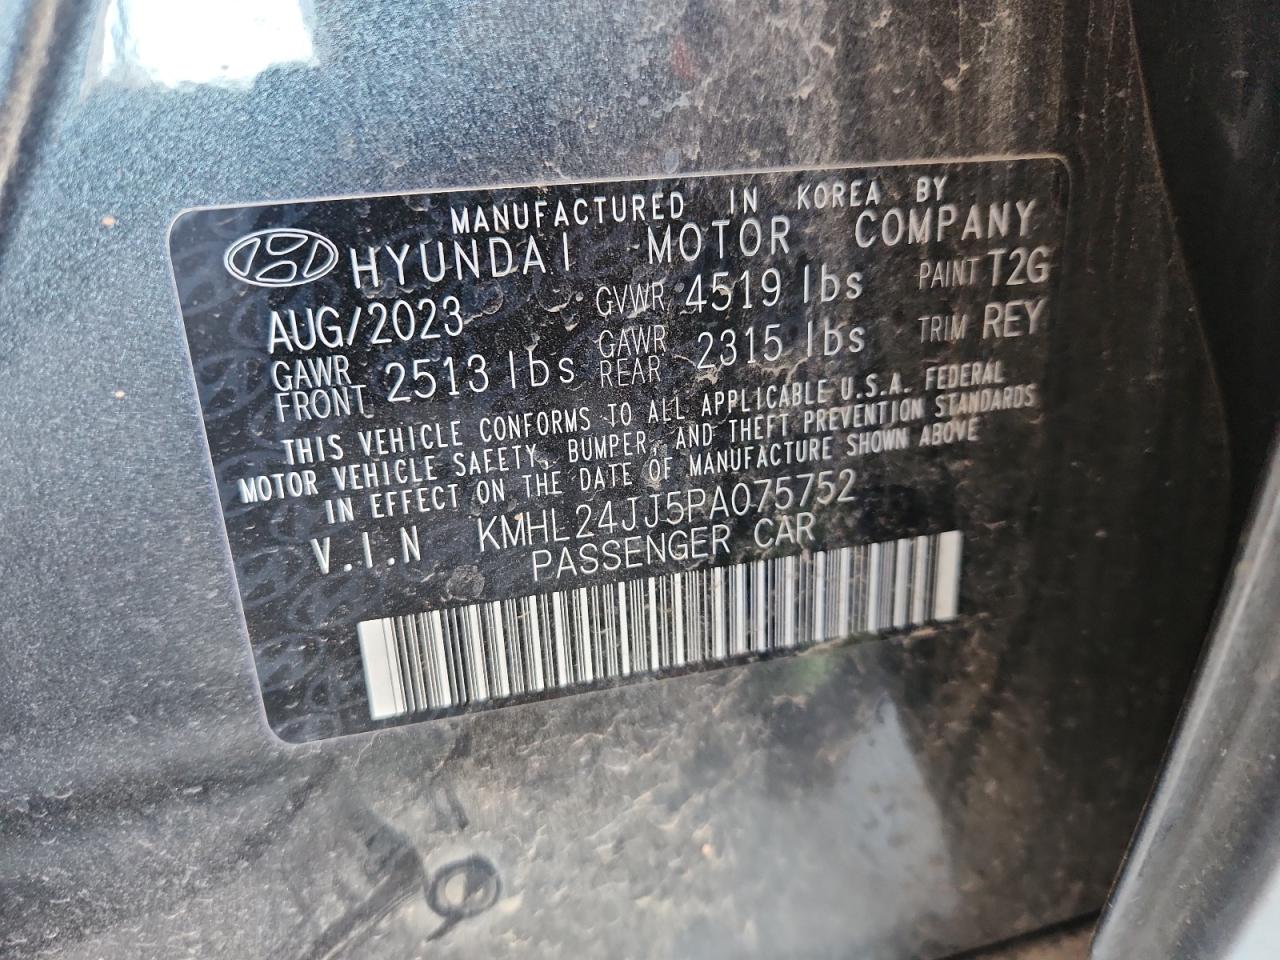 MANUFACTURED IN KOREA BY
HYUNDAI MOTOR COMPANY
AUG/2023 GVWR 4519 lbs PAINT T2G
GAWR FRONT 2513 lbs GAWR REAR 2315 lbs TRIM REY
THIS VEHICLE CONFORMS TO ALL APPLICABLE U.S.A. FEDERAL
MOTOR VEHICLE SAFETY, BUMPER, AND THEFT PREVENTION STANDARDS
IN EFFECT ON THE DATE OF MANUFACTURE SHOWN ABOVE
V.I.N KMHL24JJ5PA075752
PASSENGER CAR